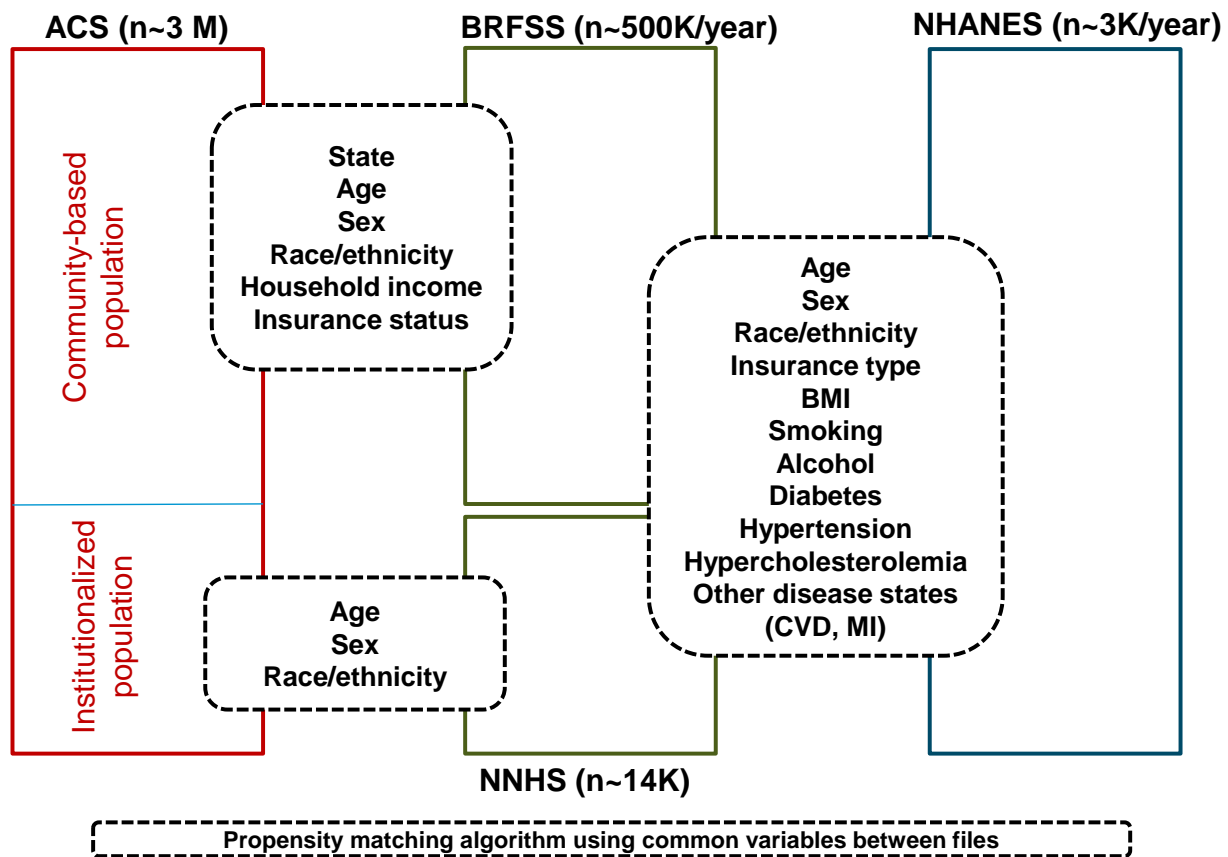 ACS (n~3 M)
BRFSS (n~500K/year)
NHANES (n~3K/year)
Community-based
population
State
Age
Sex
Race/ethnicity
Household income
Insurance status
Age
Sex
Race/ethnicity
Insurance type
BMI
Smoking
Alcohol
Diabetes
Hypertension
Hypercholesterolemia
Other disease states
(CVD, MI)
Institutionalized
population
Age
Sex
Race/ethnicity
NNHS (n~14K)
Propensity matching algorithm using common variables between files